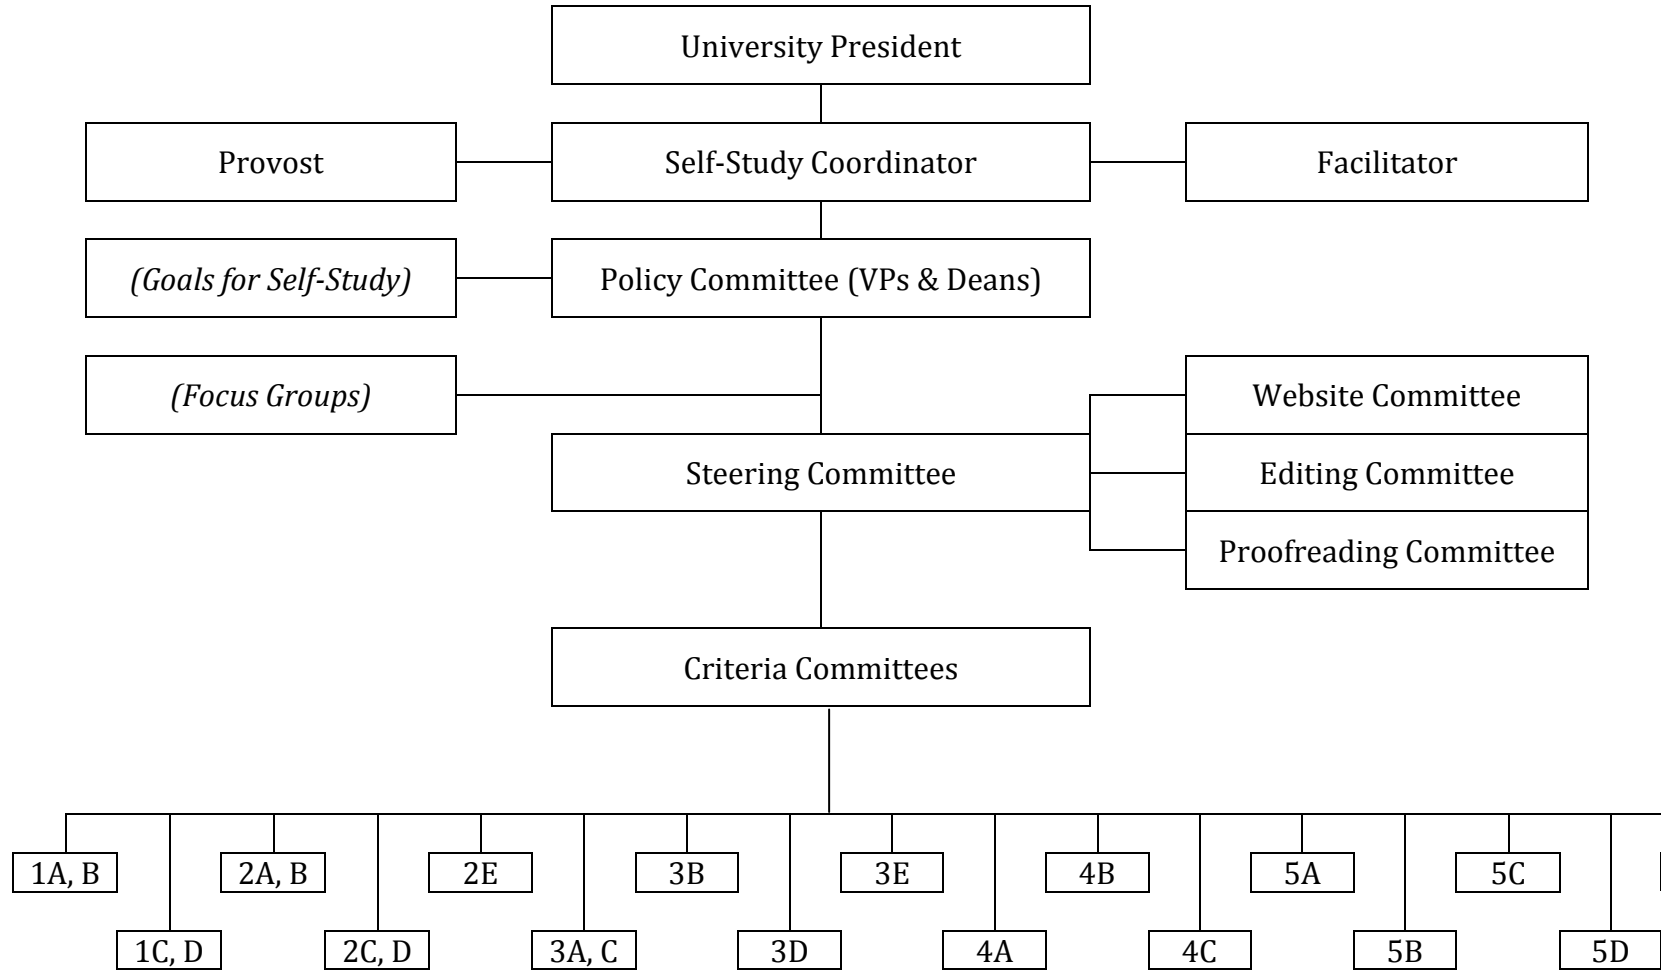 University President
Provost
Self-Study Coordinator
Facilitator
(Goals for Self-Study)
Policy Committee (VPs & Deans)
(Focus Groups)
Website Committee
Steering Committee
Editing Committee
Proofreading Committee
Criteria Committees
1A, B
2A, B
2E
3B
3E
4B
5A
5C
1C, D
2C, D
3A, C
3D
4A
4C
5B
5D